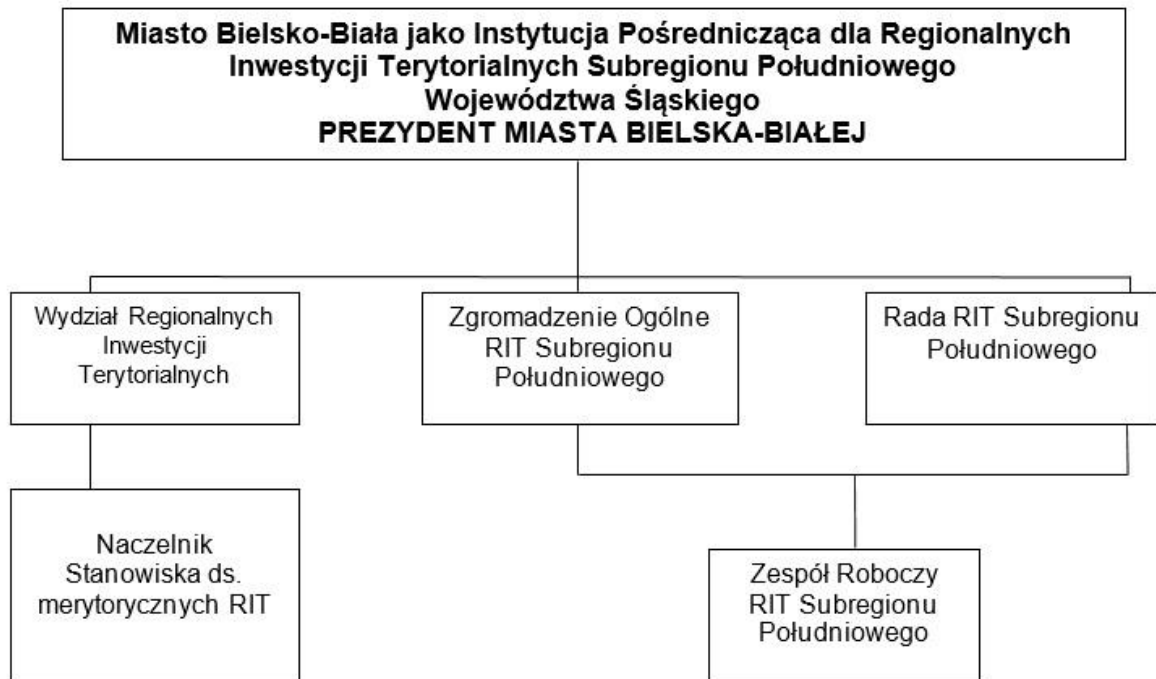 Miasto Bielsko-Biała jako Instytucja Pośrednicząca dla Regionalnych
Inwestycji Terytorialnych Subregionu Południowego
Województwa Śląskiego
PREZYDENT MIASTA BIELSKA-BIAŁEJ
Wydział Regionalnych
Inwestycji
Terytorialnych
Zgromadzenie Ogólne
RIT Subregionu
Południowego
Rada RIT Subregionu
Południowego
Naczelnik
Stanowiska ds.
merytorycznych RIT
Zespół Roboczy
RIT Subregionu
Południowego